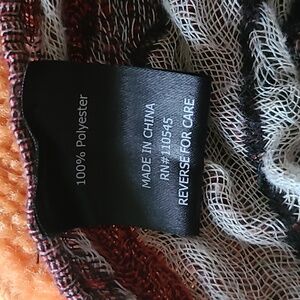 100% Polyester
MADE IN CHINA
RN#110545
REVERSE FOR CARE